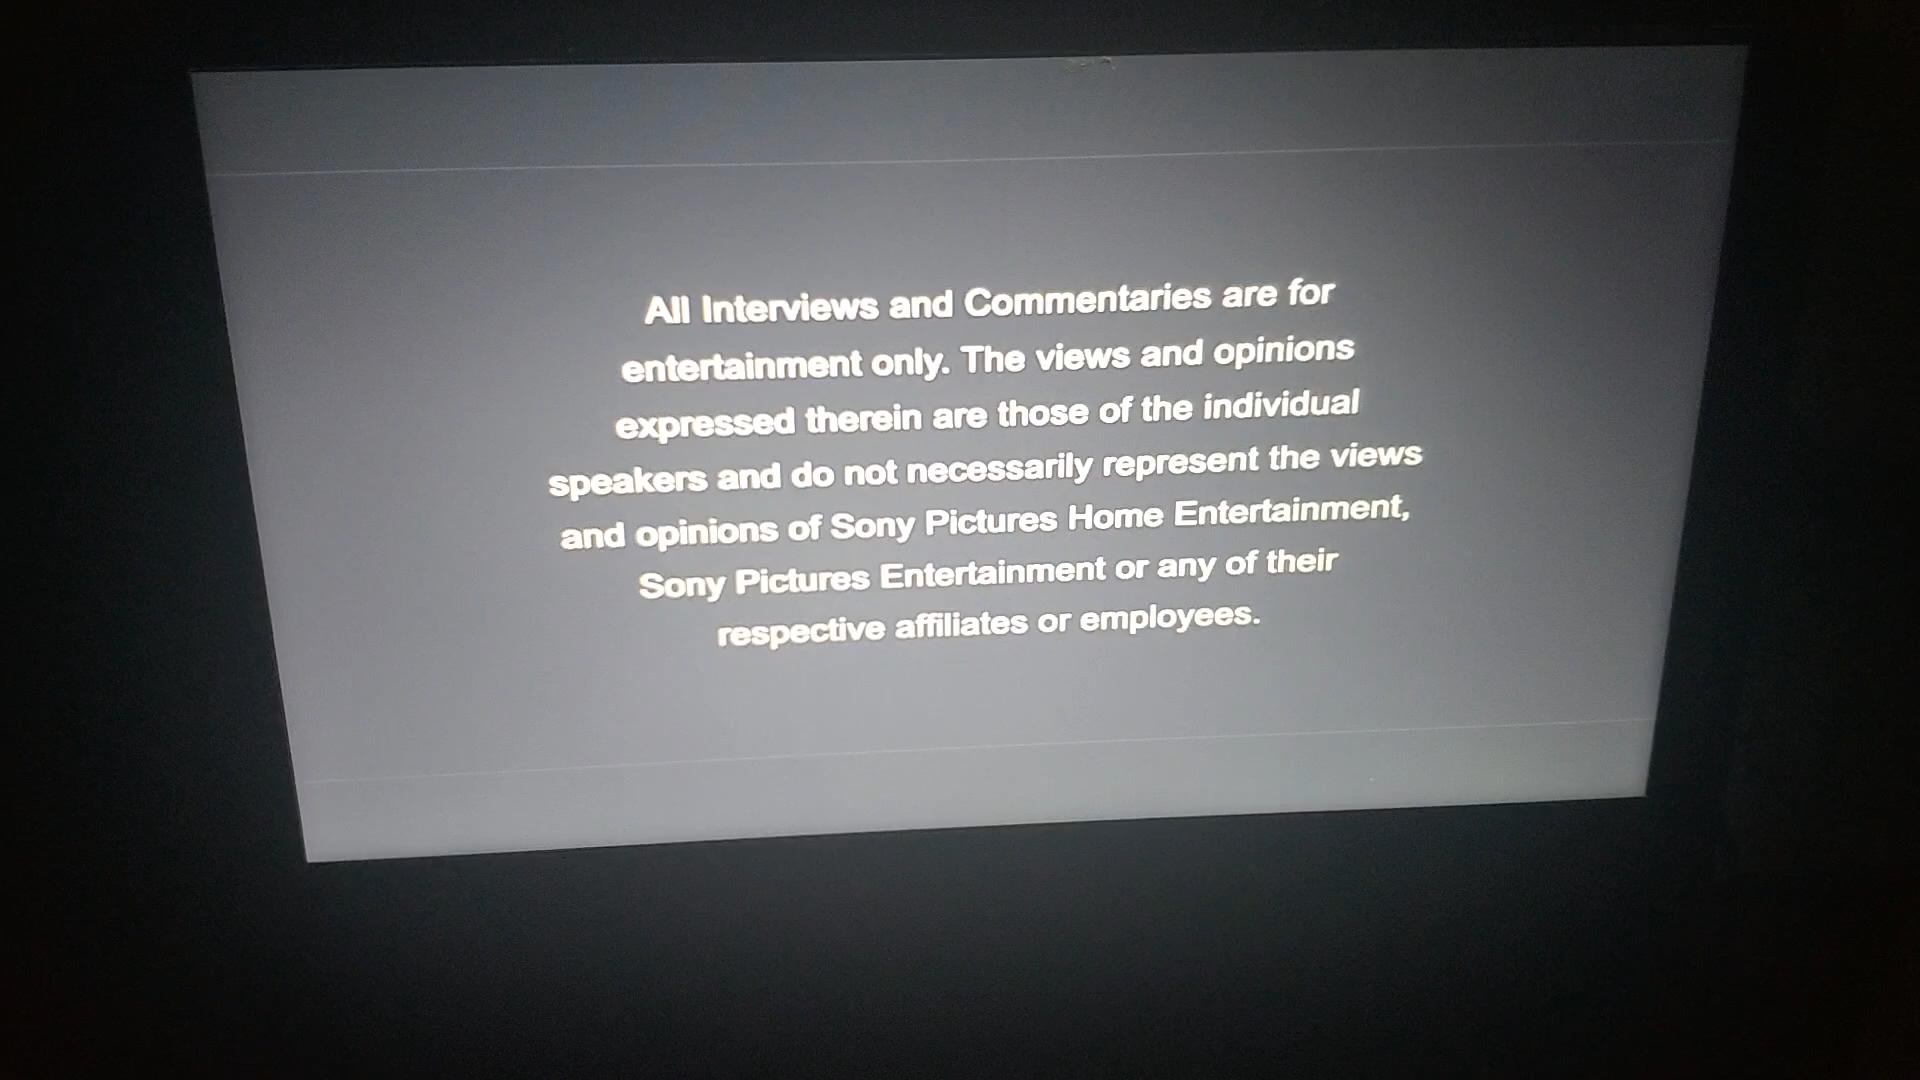 All Interviews and Commentaries are for
entertainment only. The views and opinions
expressed therein are those of the individual
speakers and do not necessarily represent the views
and opinions of Sony Pictures Home Entertainment,
Sony Pictures Entertainment or any of their
respective affiliates or employees.